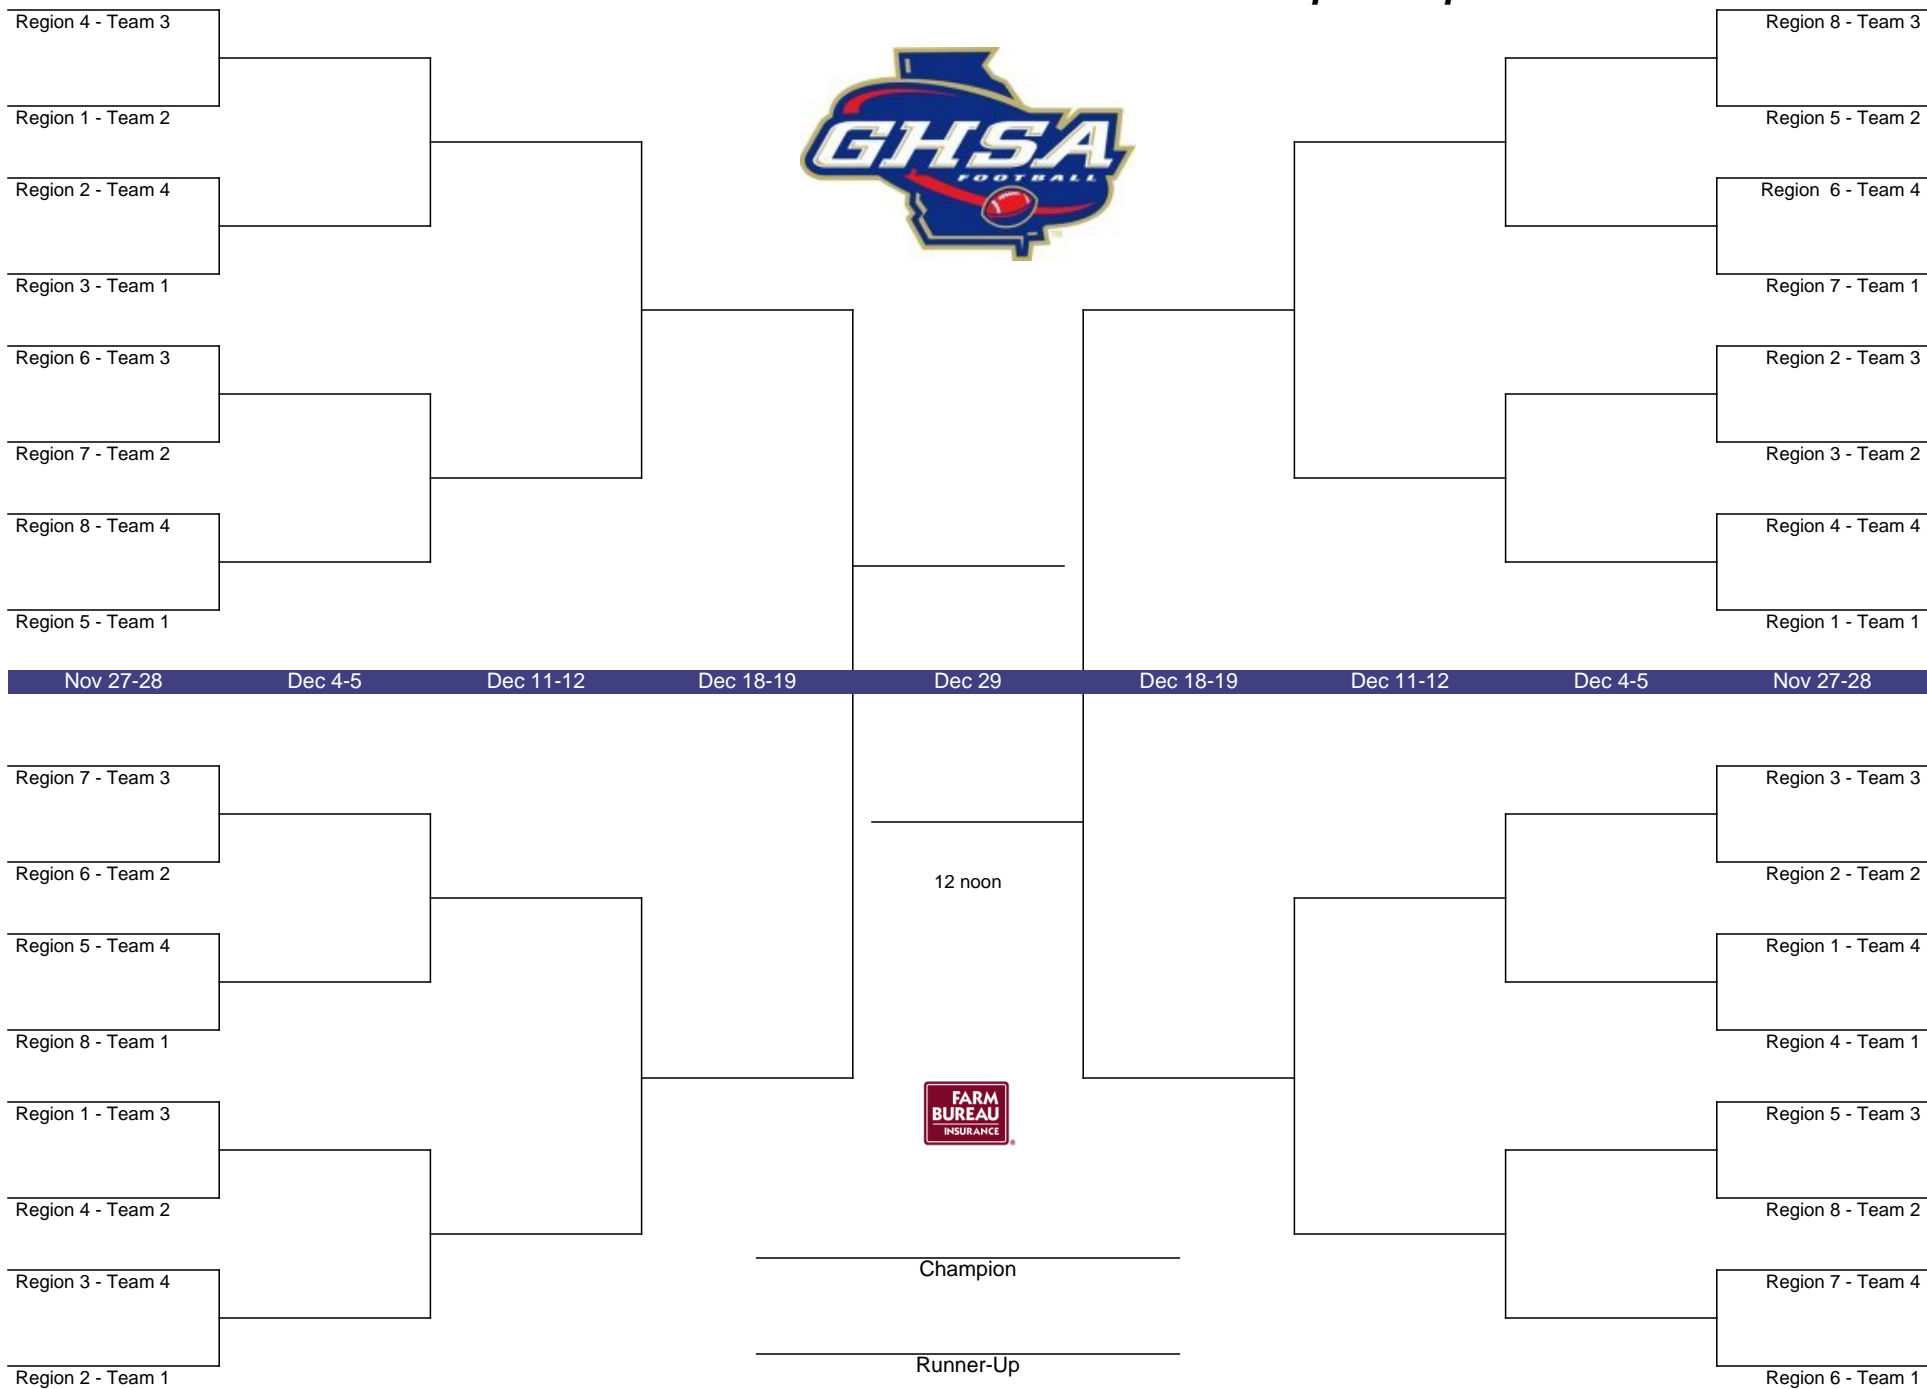 Region 4 - Team 3
Region 1 - Team 2
Region 2 - Team 4
Region 3 - Team 1
Region 6 - Team 3
Region 7 - Team 2
Region 8 - Team 4
Region 5 - Team 1
GHSA
FOOTBALL
TM
Region 8 - Team 3
Region 5 - Team 2
Region  6 - Team 4
Region 7 - Team 1
Region 2 - Team 3
Region 3 - Team 2
Region 4 - Team 4
Region 1 - Team 1
Nov 27-28 Dec 4-5 Dec 11-12 Dec 18-19 Dec 29 Dec 18-19 Dec 11-12 Dec 4-5 Nov 27-28
Region 7 - Team 3
Region 6 - Team 2
Region 5 - Team 4
Region 8 - Team 1
Region 1 - Team 3
Region 4 - Team 2
Region 3 - Team 4
Region 2 - Team 1
12 noon
FARM
BUREAU
INSURANCE
®
Champion
Runner-Up
Region 3 - Team 3
Region 2 - Team 2
Region 1 - Team 4
Region 4 - Team 1
Region 5 - Team 3
Region 8 - Team 2
Region 7 - Team 4
Region 6 - Team 1